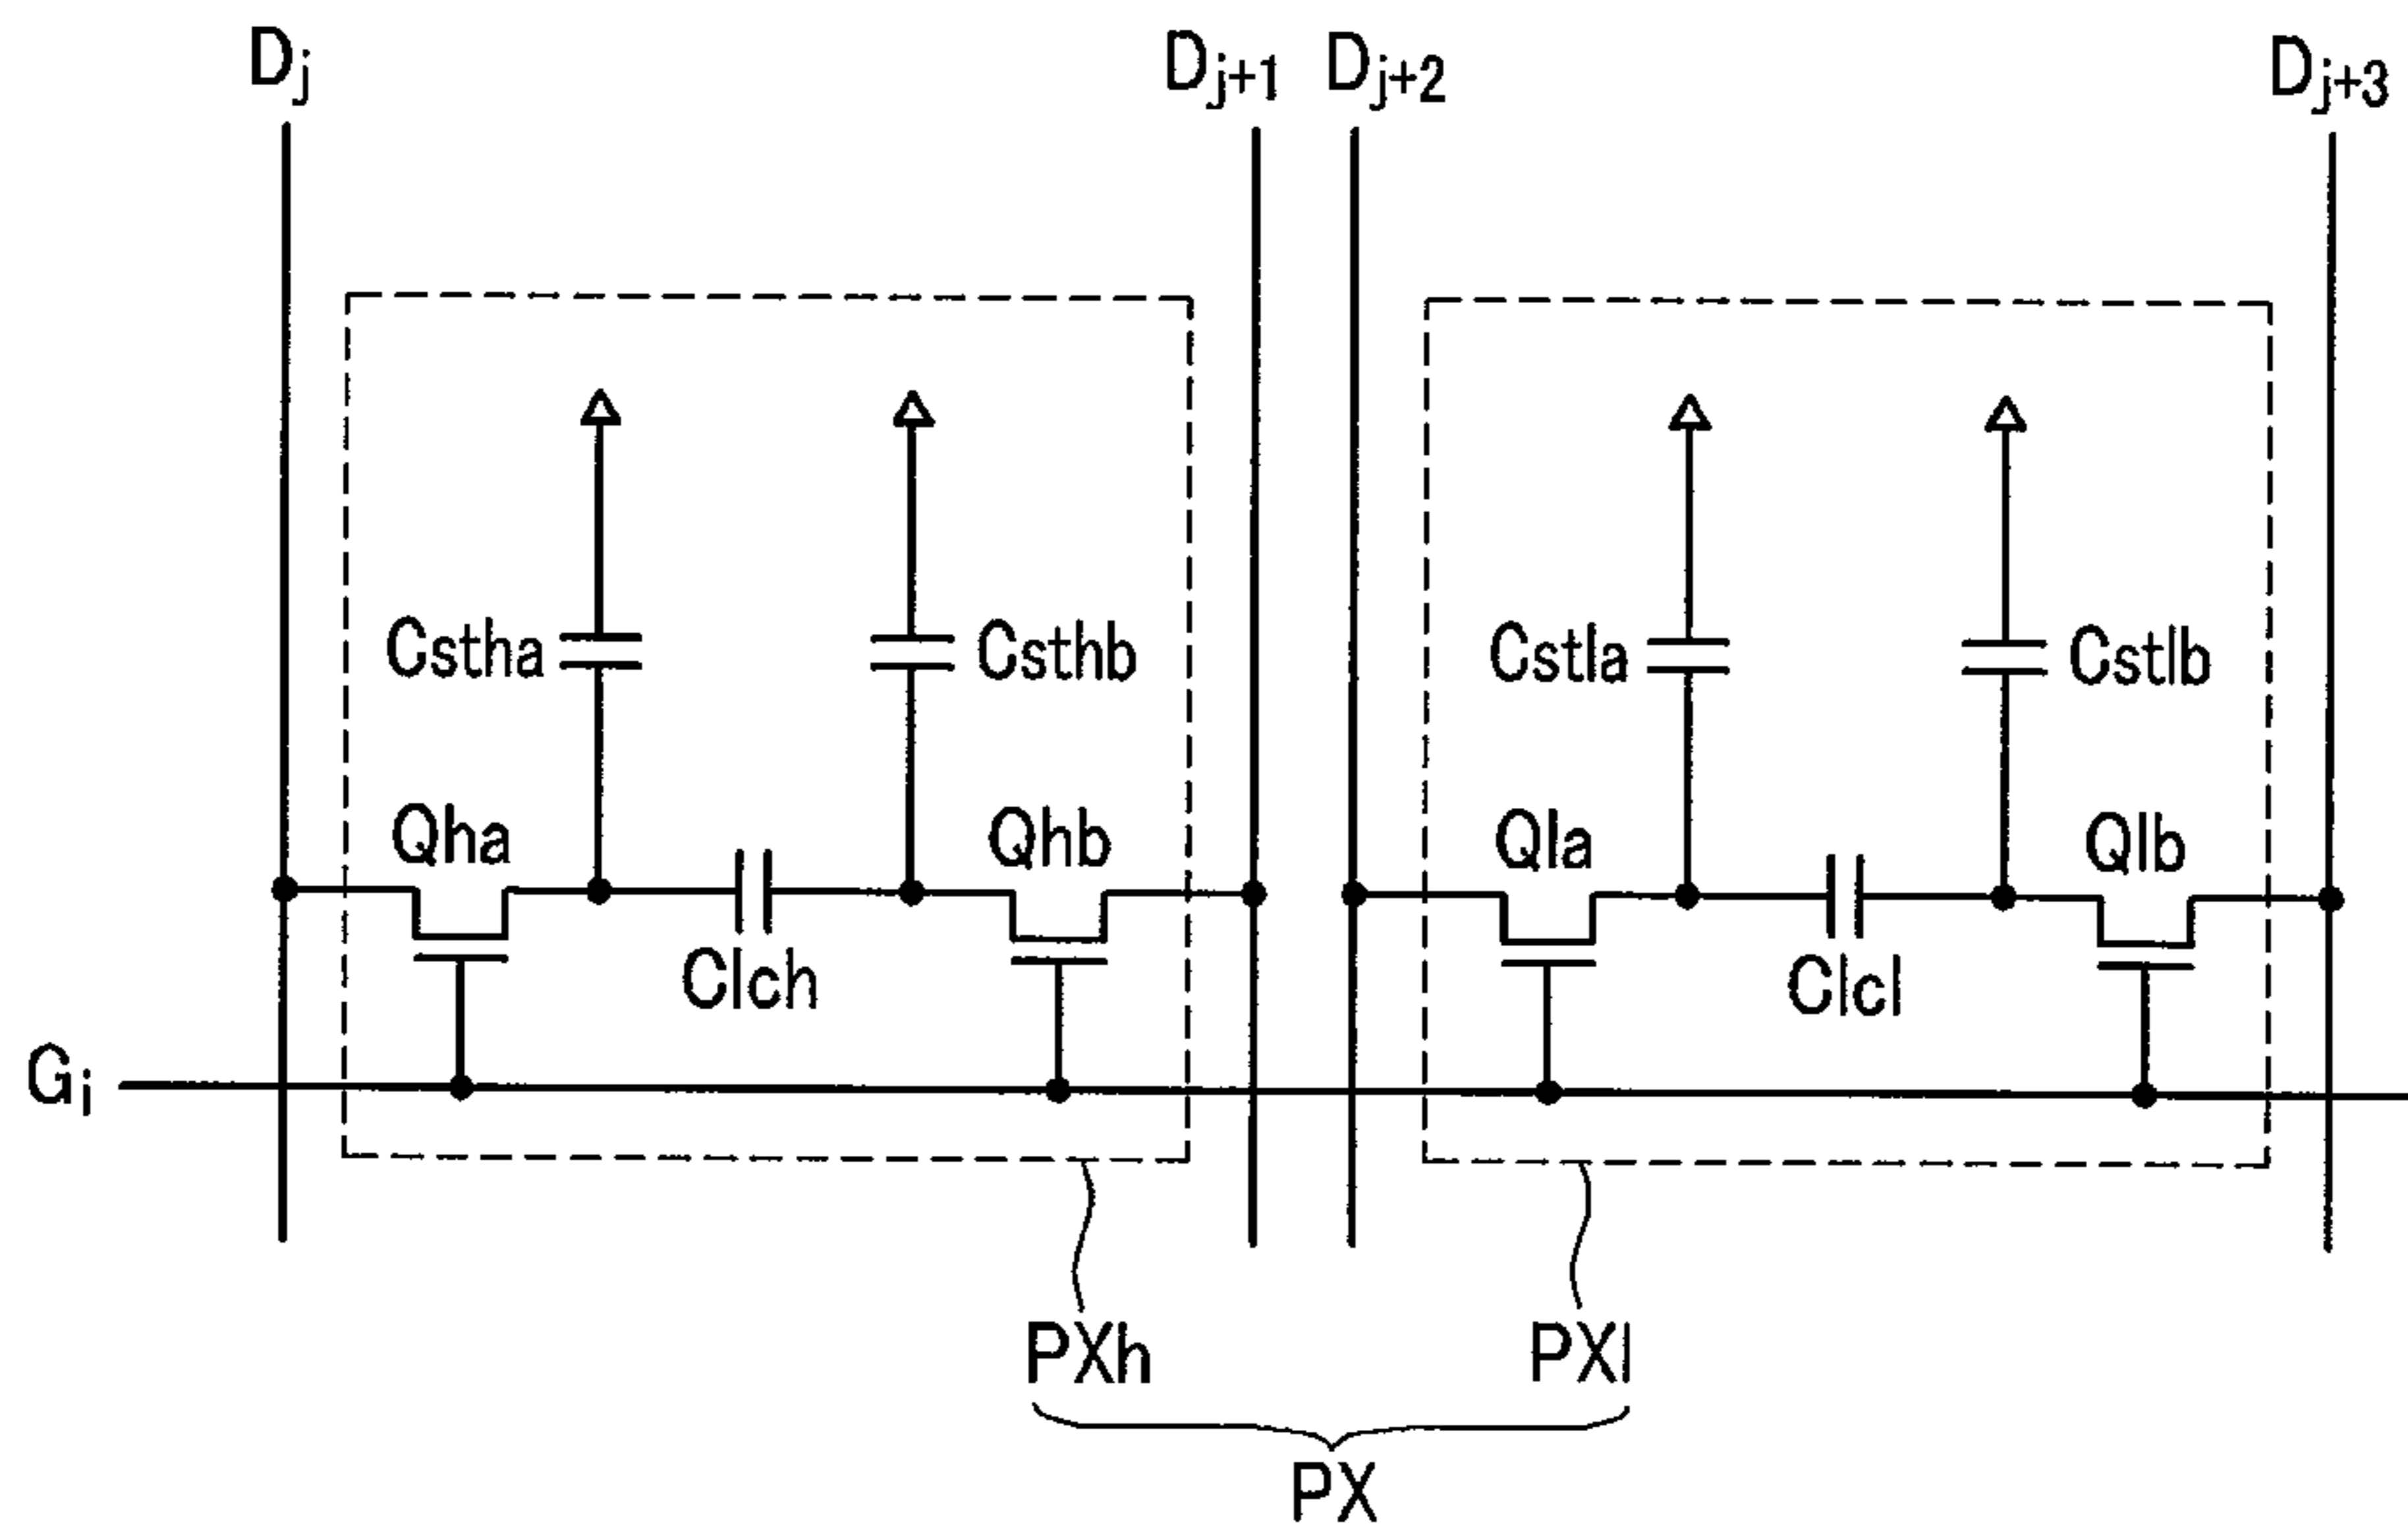 Dj Dj+1 Dj+2 Dj+3
Cstha Csthb Cstla Cstlb
Qha Qhb Qla Qlb
Clch Clcl
Gi
PXh PXl
PX